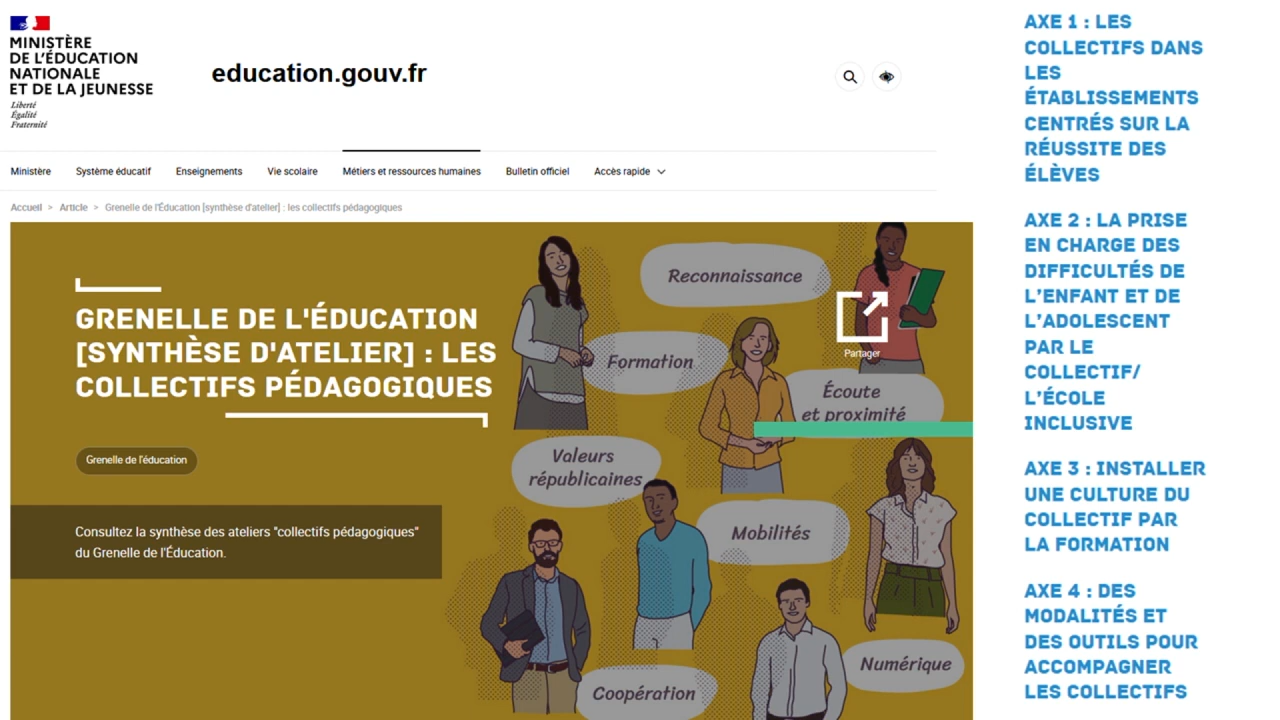 MINISTÈRE
DE L'ÉDUCATION
NATIONALE
ET DE LA JEUNESSE
Liberté
Égalité
Fraternité
education.gouv.fr
Ministère Système éducatif Enseignements Vie scolaire Métiers et ressources humaines Bulletin officiel Accès rapide
Accueil > Article > Grenelle de l'Éducation [synthèse d'atelier] : les collectifs pédagogiques
GRENELLE DE L'ÉDUCATION
[SYNTHÈSE D'ATELIER] : LES
COLLECTIFS PÉDAGOGIQUES
Grenelle de l'éducation
Consultez la synthèse des ateliers "collectifs pédagogiques"
du Grenelle de l'Éducation.
Reconnaissance
Partager
Formation
Écoute
et proximité
Valeurs
républicaines
Mobilités
Numérique
Coopération
AXE 1 : LES
COLLECTIFS DANS
LES
ÉTABLISSEMENTS
CENTRÉS SUR LA
RÉUSSITE DES
ÉLÈVES
AXE 2 : LA PRISE
EN CHARGE DES
DIFFICULTÉS DE
L'ENFANT ET DE
L'ADOLESCENT
PAR LE
COLLECTIF/
L'ÉCOLE
INCLUSIVE
AXE 3 : INSTALLER
UNE CULTURE DU
COLLECTIF PAR
LA FORMATION
AXE 4 : DES
MODALITÉS ET
DES OUTILS POUR
ACCOMPAGNER
LES COLLECTIFS